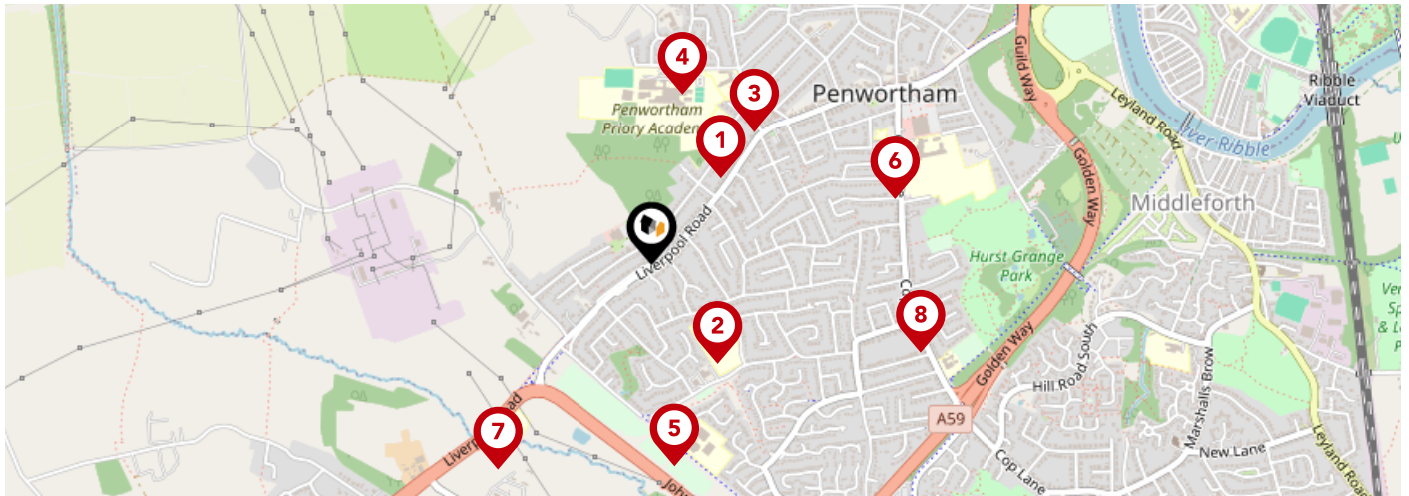 4
3
Penwortham
Guild Way
Ribble
Viaduct
Leyland Road
Penwortham
Priory Academ
1
6
River Ribble
Golden Way
Middleforth
Liverpool Road
Hurst Grange
Park
2
8
Golden Way
Hill Road South
Marshalls Brow
A59
7
5
Cop Lane
New Lane
Leyland Road